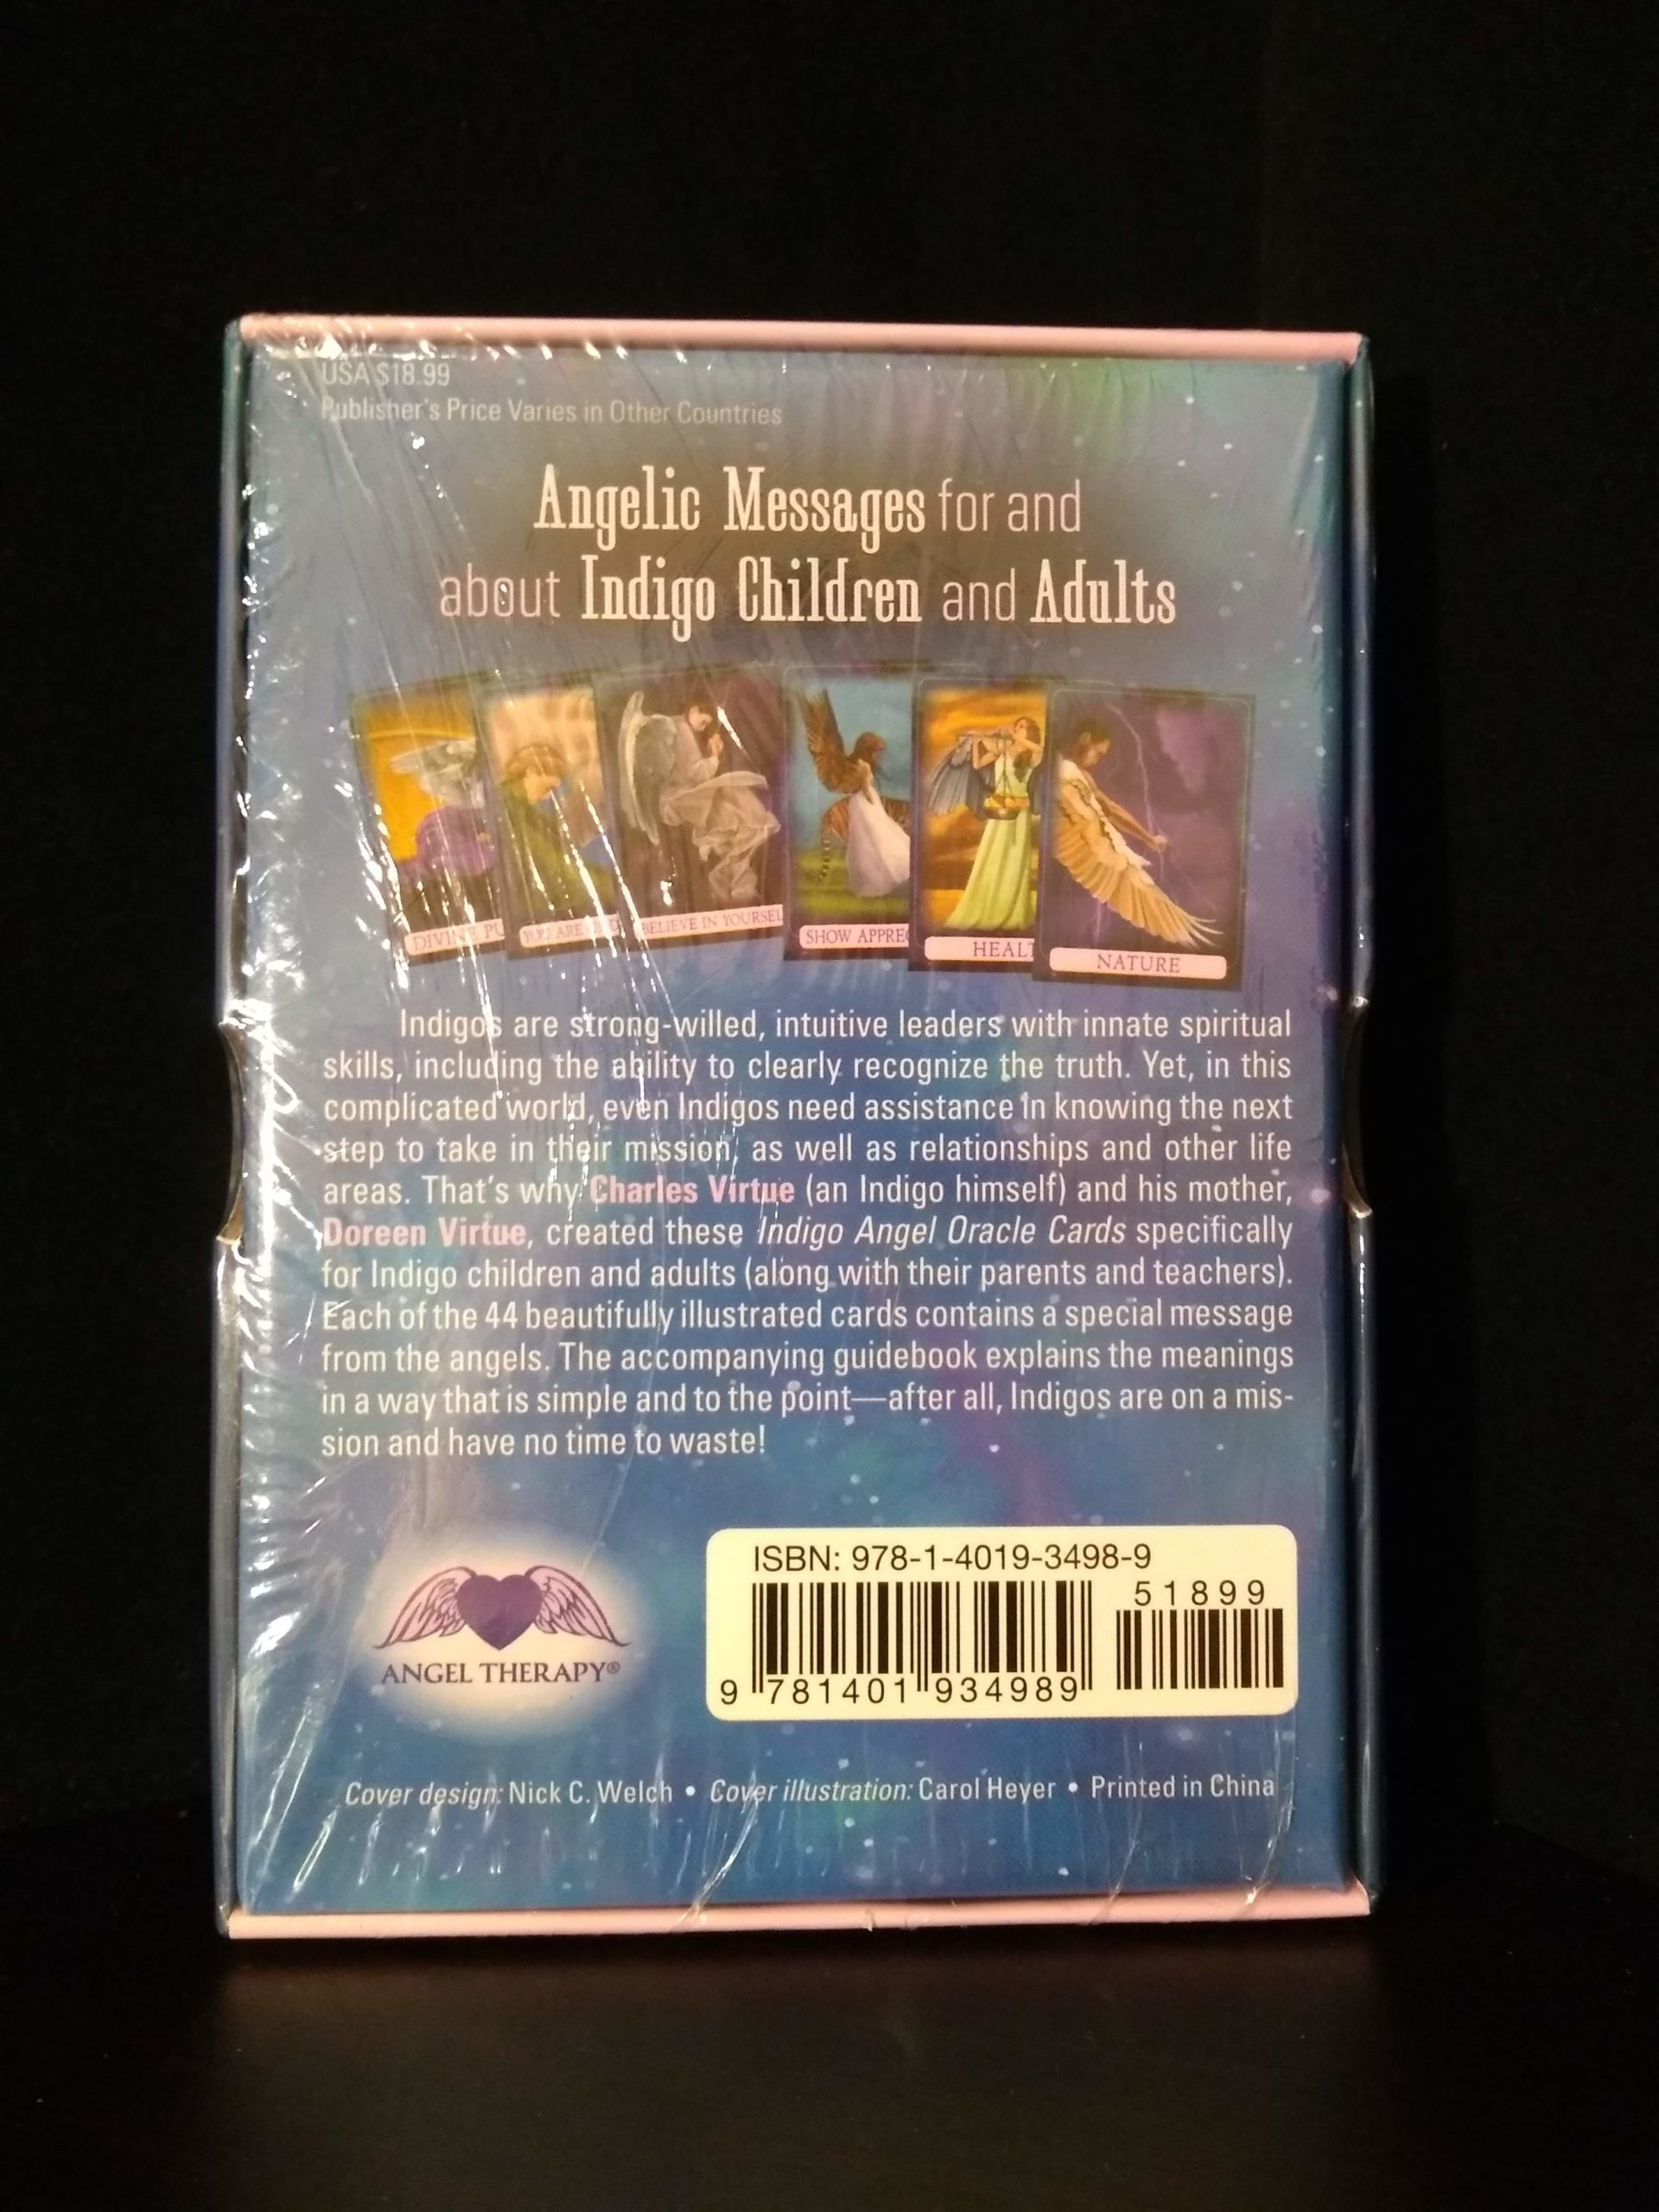 USA $18.99
Publisher's Price Varies in Other Countries
Angelic Messages for and
about Indigo Children and Adults
DIVINE PU
YOU ARE
BELIEVE IN YOURSEL
SHOW APPRE
HEALT
NATURE
Indigos are strong-willed, intuitive leaders with innate spiritual
skills, including the ability to clearly recognize the truth. Yet, in this
complicated world, even Indigos need assistance in knowing the next
step to take in their mission, as well as relationships and other life
areas. That's why Charles Virtue (an Indigo himself) and his mother,
Doreen Virtue, created these Indigo Angel Oracle Cards specifically
for Indigo children and adults (along with their parents and teachers).
Each of the 44 beautifully illustrated cards contains a special message
from the angels. The accompanying guidebook explains the meanings
in a way that is simple and to the point—after all, Indigos are on a mis-
sion and have no time to waste!
ANGEL THERAPY®
ISBN: 978-1-4019-3498-9
51899
9 781401 934989
Cover design: Nick C. Welch • Cover illustration: Carol Heyer • Printed in China